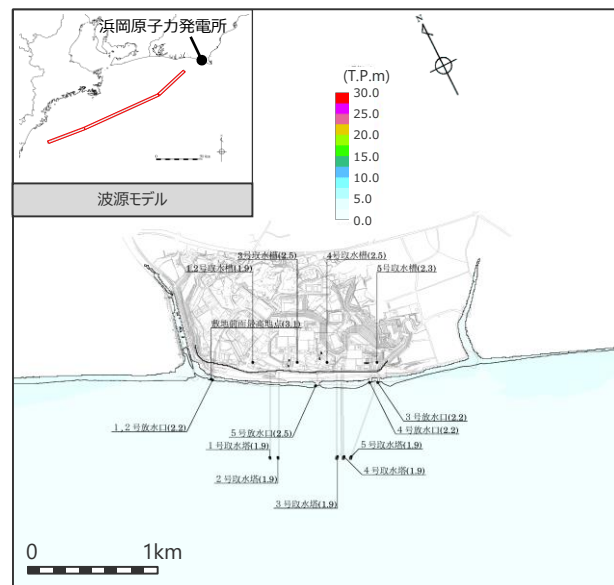 浜岡原子力発電所
波源モデル
N
(T.P.m)
30.0
25.0
20.0
15.0
10.0
5.0
0.0
3号取水槽(2.5)
4号取水槽(2.5)
1,2号取水槽(1.9)
5号取水槽(2.3)
敷地前面最高地点(3.1)
1,2号放水口(2.2)
5号放水口(2.5)
3号放水口(2.2)
4号放水口(2.2)
1号取水塔(1.9)
2号取水塔(1.9)
3号取水塔(1.9)
5号取水塔(1.9)
4号取水塔(1.9)
0 1km